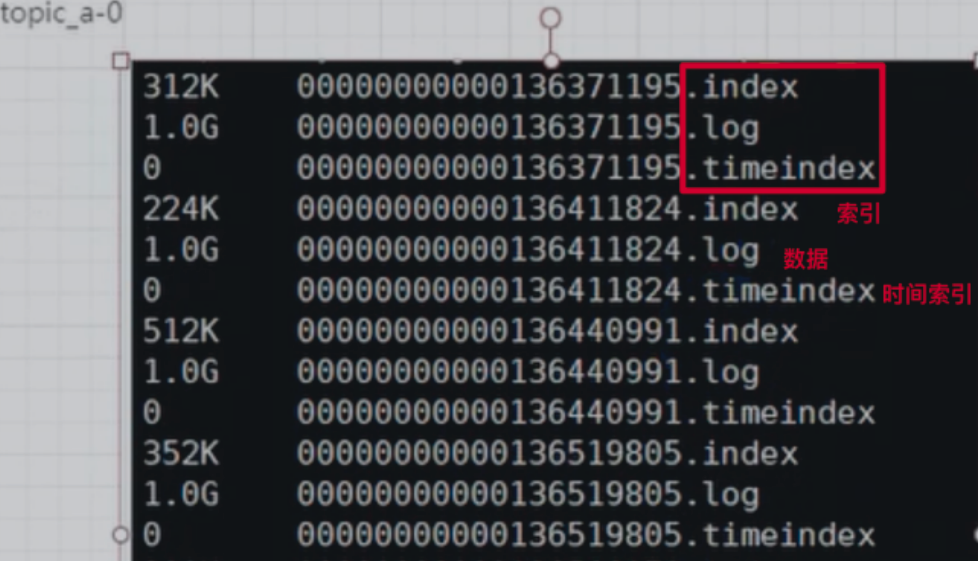 topic_a-0
312K 00000000000136371195.index
1.0G 00000000000136371195.log
0 00000000000136371195.timeindex
224K 00000000000136411824.index 索引
1.0G 00000000000136411824.log 数据
0 00000000000136411824.timeindex 时间索引
512K 00000000000136440991.index
1.0G 00000000000136440991.log
0 00000000000136440991.timeindex
352K 00000000000136519805.index
1.0G 00000000000136519805.log
0 00000000000136519805.timeindex